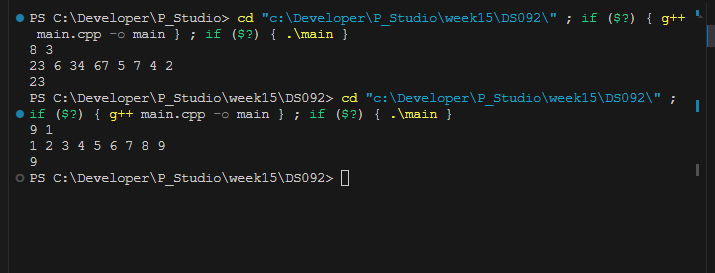 PS C:\Developer\P_Studio> cd "c:\Developer\P_Studio\week15\DS092\" ; if ($?) { g++
main.cpp -o main } ; if ($?) { .\main }
8 3
23 6 34 67 5 7 4 2
23
PS C:\Developer\P_Studio\week15\DS092> cd "c:\Developer\P_Studio\week15\DS092\" ;
if ($?) { g++ main.cpp -o main } ; if ($?) { .\main }
9 1
1 2 3 4 5 6 7 8 9
9
PS C:\Developer\P_Studio\week15\DS092>